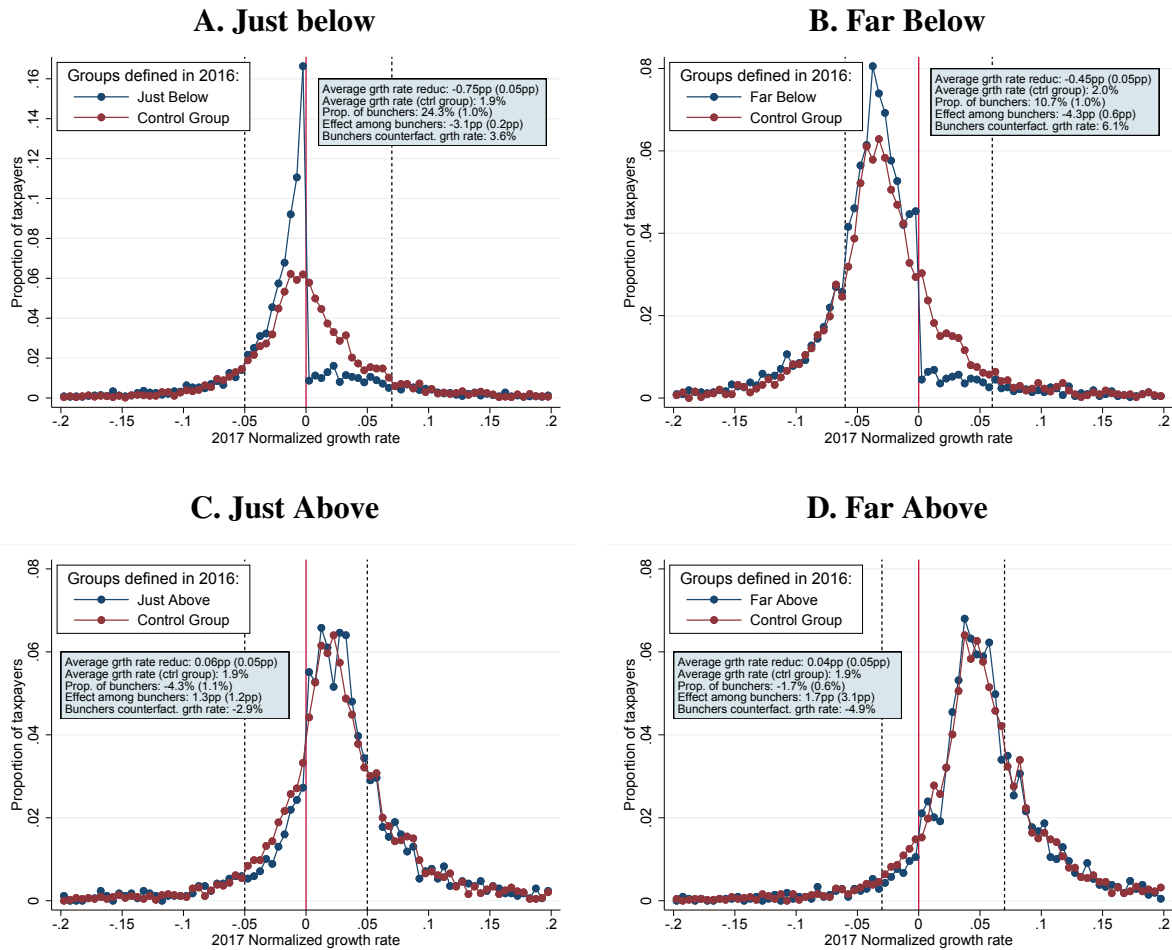 A. Just below
Groups defined in 2016:
Just Below
Control Group
Average grth rate reduc: -0.75pp (0.05pp)
Average grth rate (ctrl group): 1.9%
Prop. of bunchers: 24.3% (1.0%)
Effect among bunchers: -3.1pp (0.2pp)
Bunchers counterfact. grth rate: 3.6%
Proportion of taxpayers
.16
.14
.12
.1
.08
.06
.04
.02
0
-.2 -.15 -.1 -.05 0 .05 .1 .15 .2
2017 Normalized growth rate
B. Far Below
Groups defined in 2016:
Far Below
Control Group
Average grth rate reduc: -0.45pp (0.05pp)
Average grth rate (ctrl group): 2.0%
Prop. of bunchers: 10.7% (1.0%)
Effect among bunchers: -4.3pp (0.6pp)
Bunchers counterfact. grth rate: 6.1%
Proportion of taxpayers
.08
.06
.04
.02
0
-.2 -.15 -.1 -.05 0 .05 .1 .15 .2
2017 Normalized growth rate
C. Just Above
Groups defined in 2016:
Just Above
Control Group
Average grth rate reduc: 0.06pp (0.05pp)
Average grth rate (ctrl group): 1.9%
Prop. of bunchers: -4.3% (1.1%)
Effect among bunchers: 1.3pp (1.2pp)
Bunchers counterfact. grth rate: -2.9%
Proportion of taxpayers
.08
.06
.04
.02
0
-.2 -.15 -.1 -.05 0 .05 .1 .15 .2
2017 Normalized growth rate
D. Far Above
Groups defined in 2016:
Far Above
Control Group
Average grth rate reduc: 0.04pp (0.05pp)
Average grth rate (ctrl group): 1.9%
Prop. of bunchers: -1.7% (0.6%)
Effect among bunchers: 1.7pp (3.1pp)
Bunchers counterfact. grth rate: -4.9%
Proportion of taxpayers
.08
.06
.04
.02
0
-.2 -.15 -.1 -.05 0 .05 .1 .15 .2
2017 Normalized growth rate